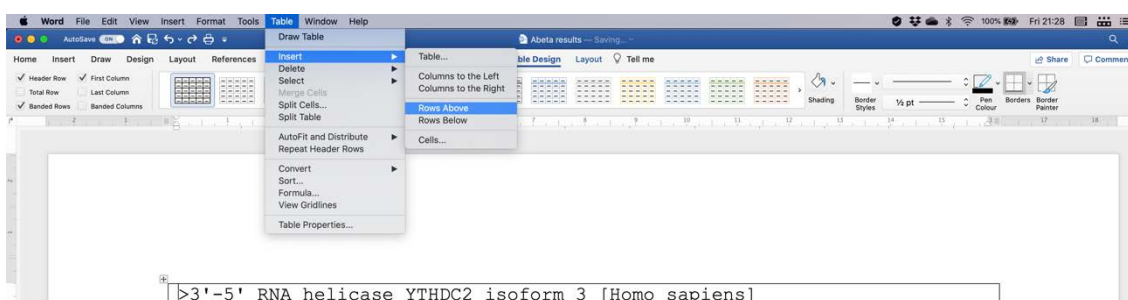 Word File Edit View Insert Format Tools Table Window Help 100% Fri 21:28
AutoSave ON Abeta results — Saving...
Home Insert Draw Design Layout References Table Design Layout Tell me Share Commen
Draw Table
Insert
Delete
Select
Merge Cells
Split Cells...
Split Table
AutoFit and Distribute
Repeat Header Rows
Convert
Sort...
Formula...
View Gridlines
Table Properties...
Table...
Columns to the Left
Columns to the Right
Rows Above
Rows Below
Cells...
Header Row First Column
Total Row Last Column
Banded Rows Banded Columns
Shading Border Styles ½ pt Pen Colour Borders Border Painter
>3'-5' RNA helicase YTHDC2 isoform 3 [Homo sapiens]